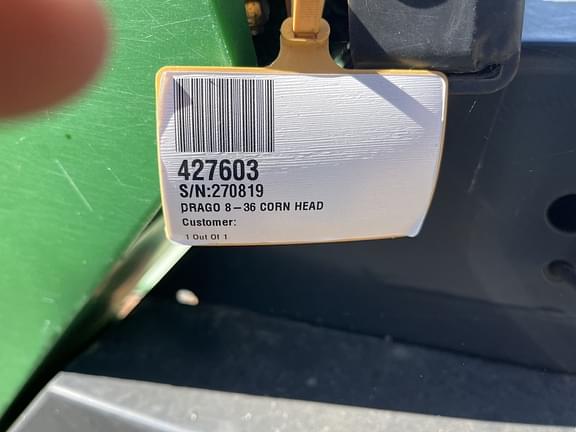 427603
S/N:270819
DRAGO 8-36 CORN HEAD
Customer:
1 Out Of 1